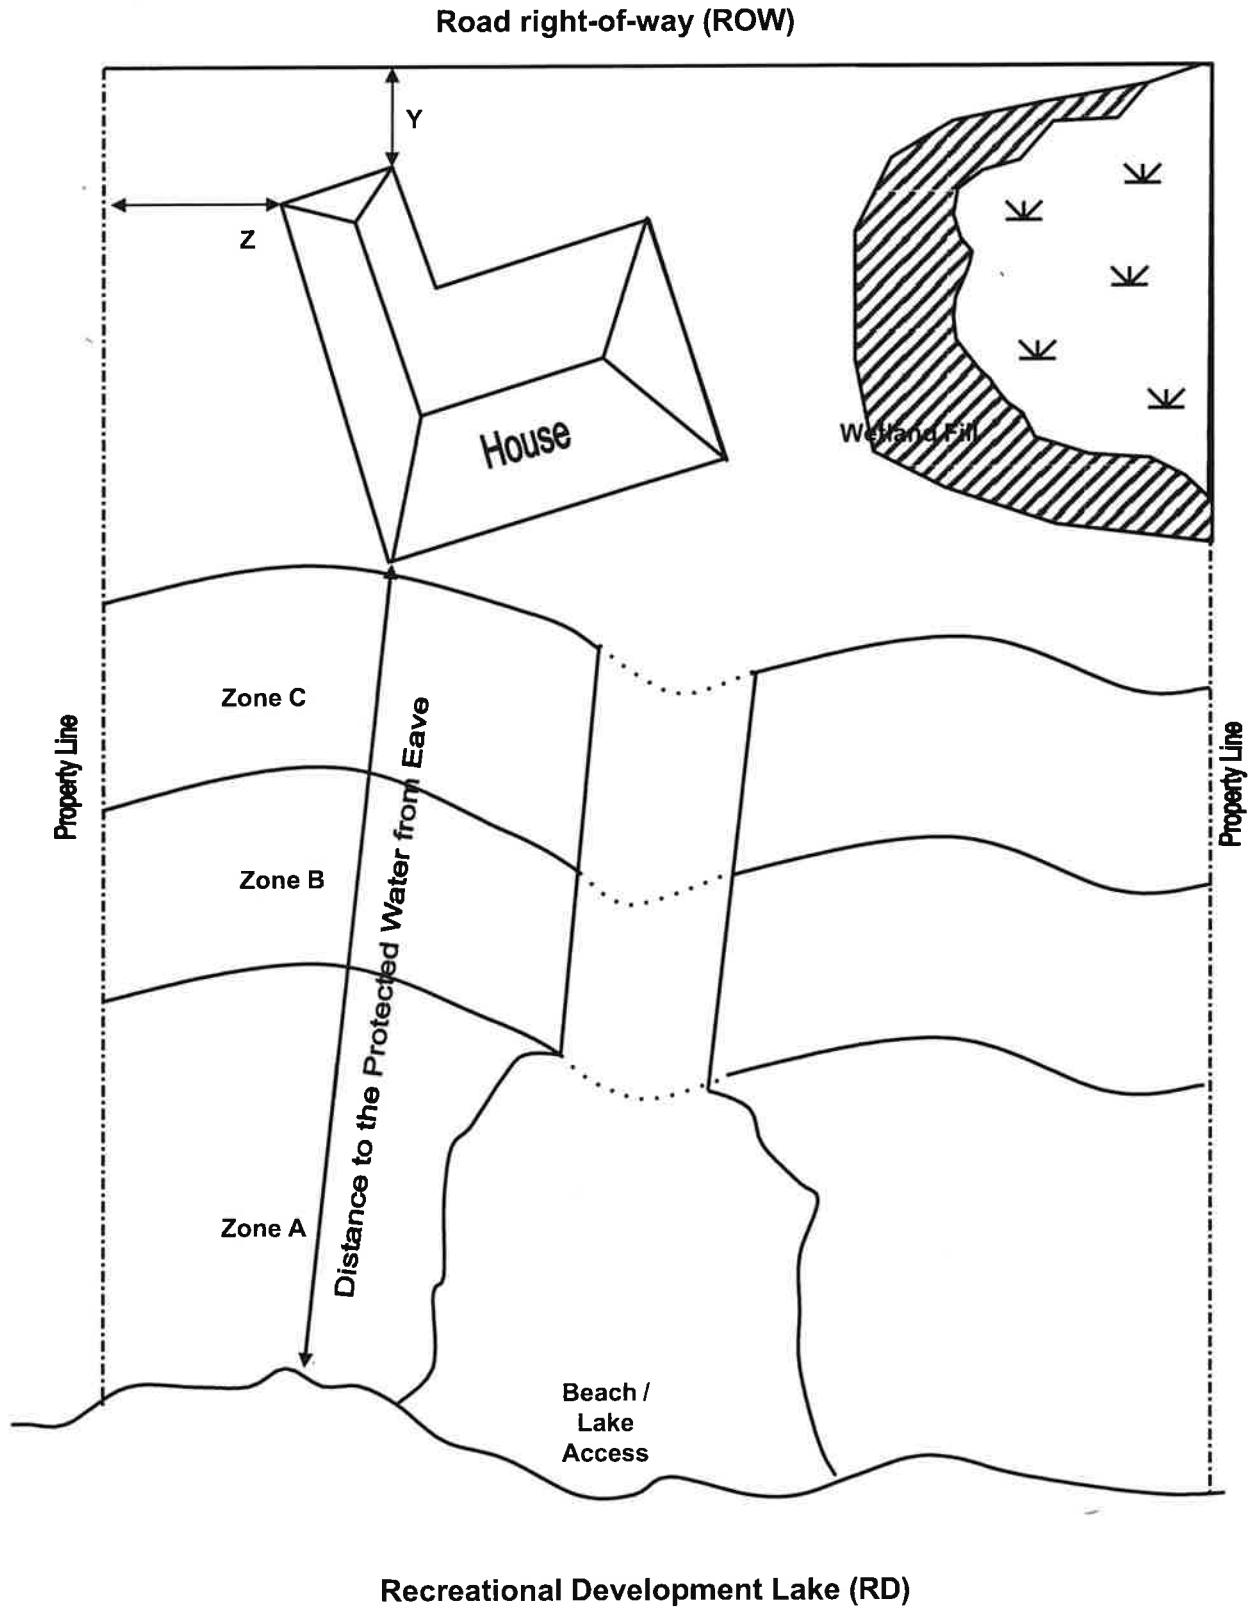 Road right-of-way (ROW)
Y
Z
House
Wetland Fill
Zone C
Property Line
Property Line
Distance to the Protected Water from Eave
Zone B
Zone A
Beach /
Lake
Access
Recreational Development Lake (RD)